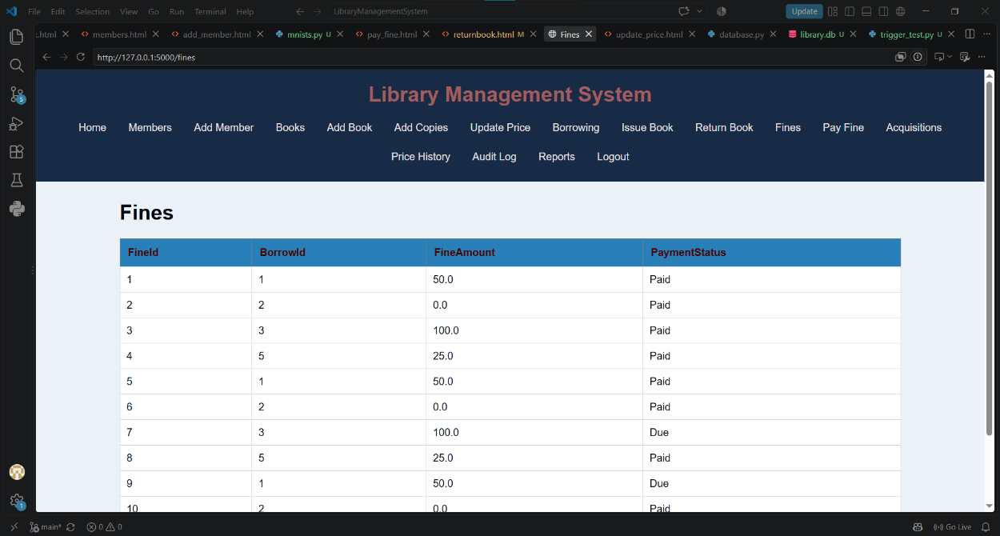 File Edit Selection View Go Run Terminal Help LibraryManagementSystem Update
.html members.html add_member.html mnists.py U pay_fine.html returnbook.html M Fines update_price.html database.py library.db U trigger_test.py U
http://127.0.0.1:5000/fines
Library Management System
Home Members Add Member Books Add Book Add Copies Update Price Borrowing Issue Book Return Book Fines Pay Fine Acquisitions
Price History Audit Log Reports Logout
Fines
FineId BorrowId FineAmount PaymentStatus
1 1 50.0 Paid
2 2 0.0 Paid
3 3 100.0 Paid
4 5 25.0 Paid
5 1 50.0 Paid
6 2 0.0 Paid
7 3 100.0 Due
8 5 25.0 Paid
9 1 50.0 Due
10 2 0.0 Paid
5
1
main* 0 0 Go Live